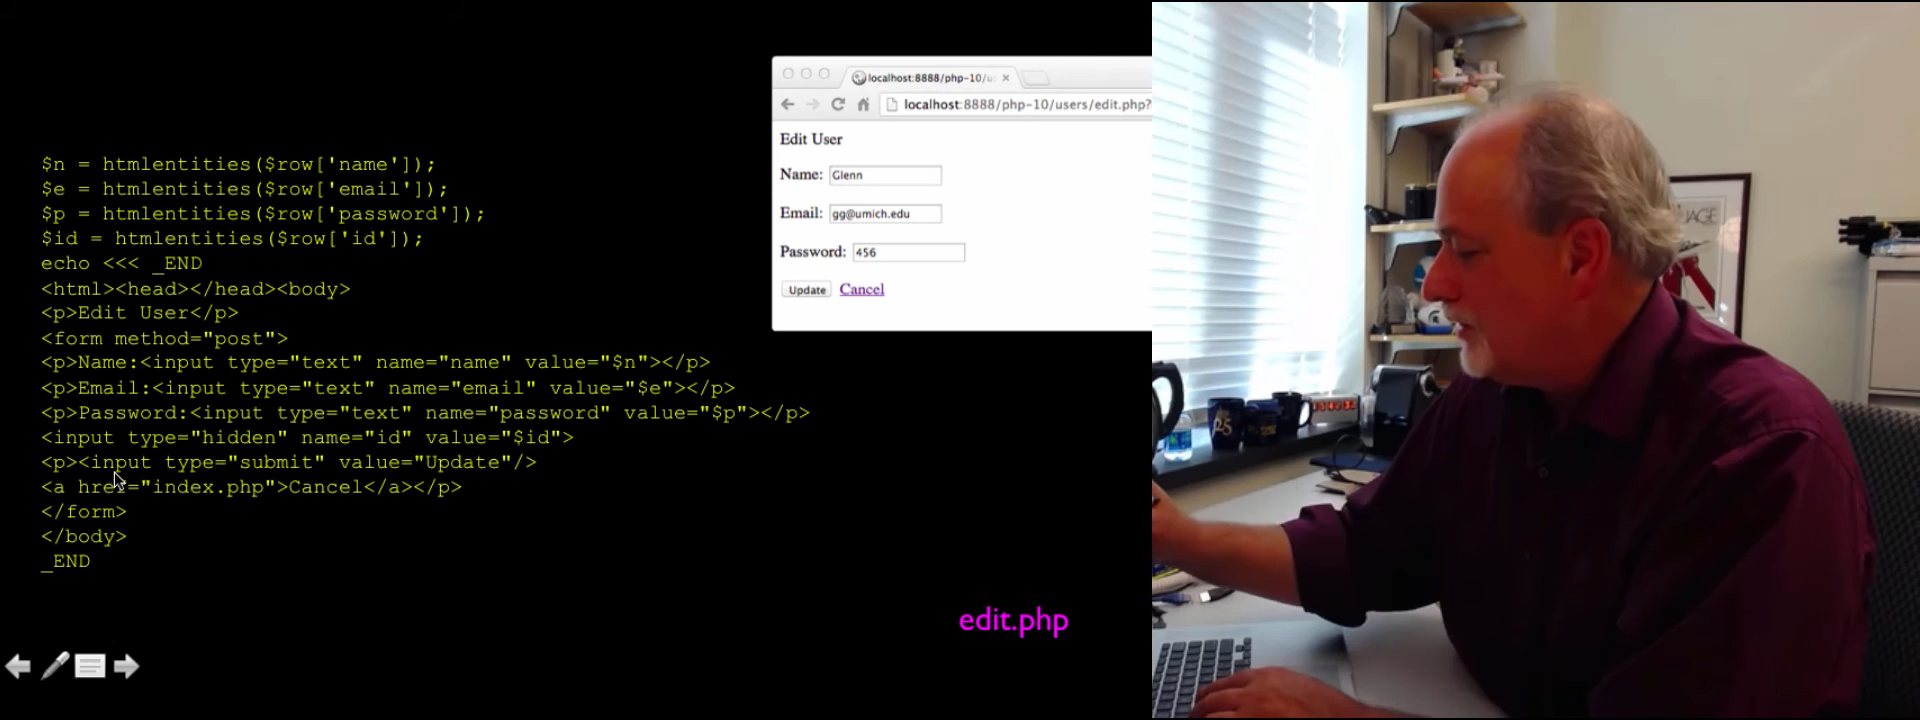 $n = htmlentities($row['name']);
$e = htmlentities($row['email']);
$p = htmlentities($row['password']);
$id = htmlentities($row['id']);
echo <<< _END
<html><head></head><body>
<p>Edit User</p>
<form method="post">
<p>Name:<input type="text" name="name" value="$n"></p>
<p>Email:<input type="text" name="email" value="$e"></p>
<p>Password:<input type="text" name="password" value="$p"></p>
<input type="hidden" name="id" value="$id">
<p><input type="submit" value="Update"/>
<a href="index.php">Cancel</a></p>
</form>
</body>
_END
localhost:8888/php-10/u
localhost:8888/php-10/users/edit.php?
Edit User
Name: Glenn
Email: gg@umich.edu
Password: 456
Update Cancel
edit.php